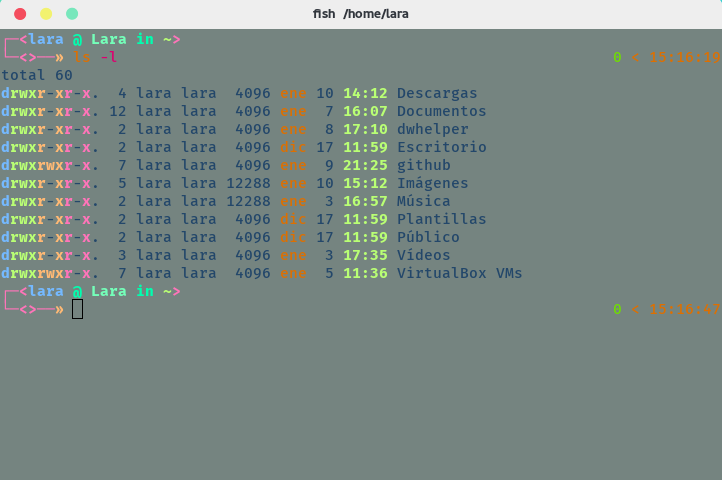 fish /home/lara
┌─<lara @ Lara in ~>
└─<>──» ls -l 0 < 15:16:19
total 60
drwxr-xr-x. 4 lara lara 4096 ene 10 14:12 Descargas
drwxr-xr-x. 12 lara lara 4096 ene 7 16:07 Documentos
drwxr-xr-x. 2 lara lara 4096 ene 8 17:10 dwhelper
drwxr-xr-x. 2 lara lara 4096 dic 17 11:59 Escritorio
drwxrwxr-x. 7 lara lara 4096 ene 9 21:25 github
drwxr-xr-x. 5 lara lara 12288 ene 10 15:12 Imágenes
drwxr-xr-x. 2 lara lara 12288 ene 3 16:57 Música
drwxr-xr-x. 2 lara lara 4096 dic 17 11:59 Plantillas
drwxr-xr-x. 2 lara lara 4096 dic 17 11:59 Público
drwxr-xr-x. 3 lara lara 4096 ene 3 17:35 Vídeos
drwxrwxr-x. 7 lara lara 4096 ene 5 11:36 VirtualBox VMs
┌─<lara @ Lara in ~>
└─<>──» 0 < 15:16:47